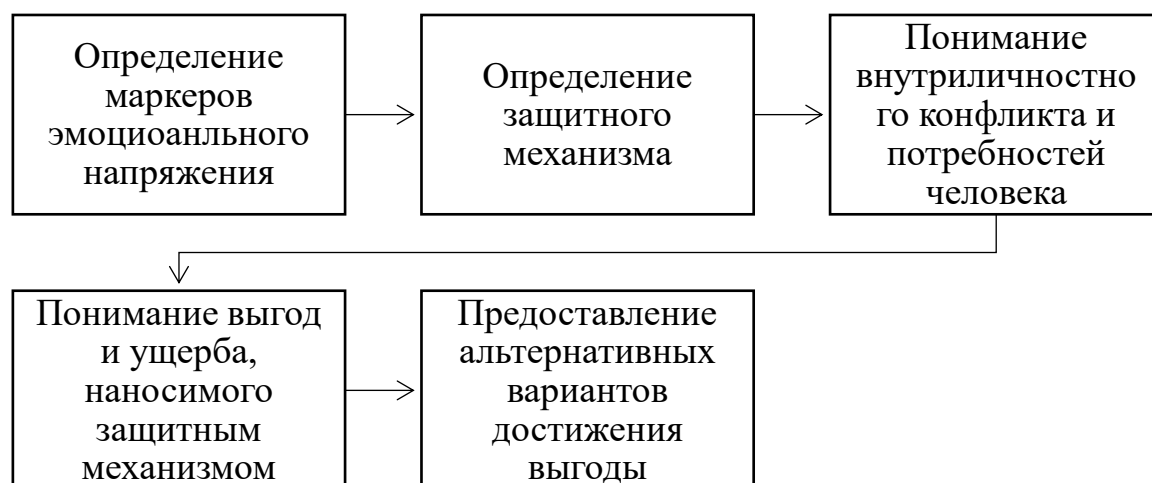 Определение
маркеров
эмоциоанльного
напряжения
Определение
защитного
механизма
Понимание
внутриличностно
го конфликта и
потребностей
человека
Понимание выгод
и ущерба,
наносимого
защитным
механизмом
Предоставление
альтернативных
вариантов
достижения
выгоды